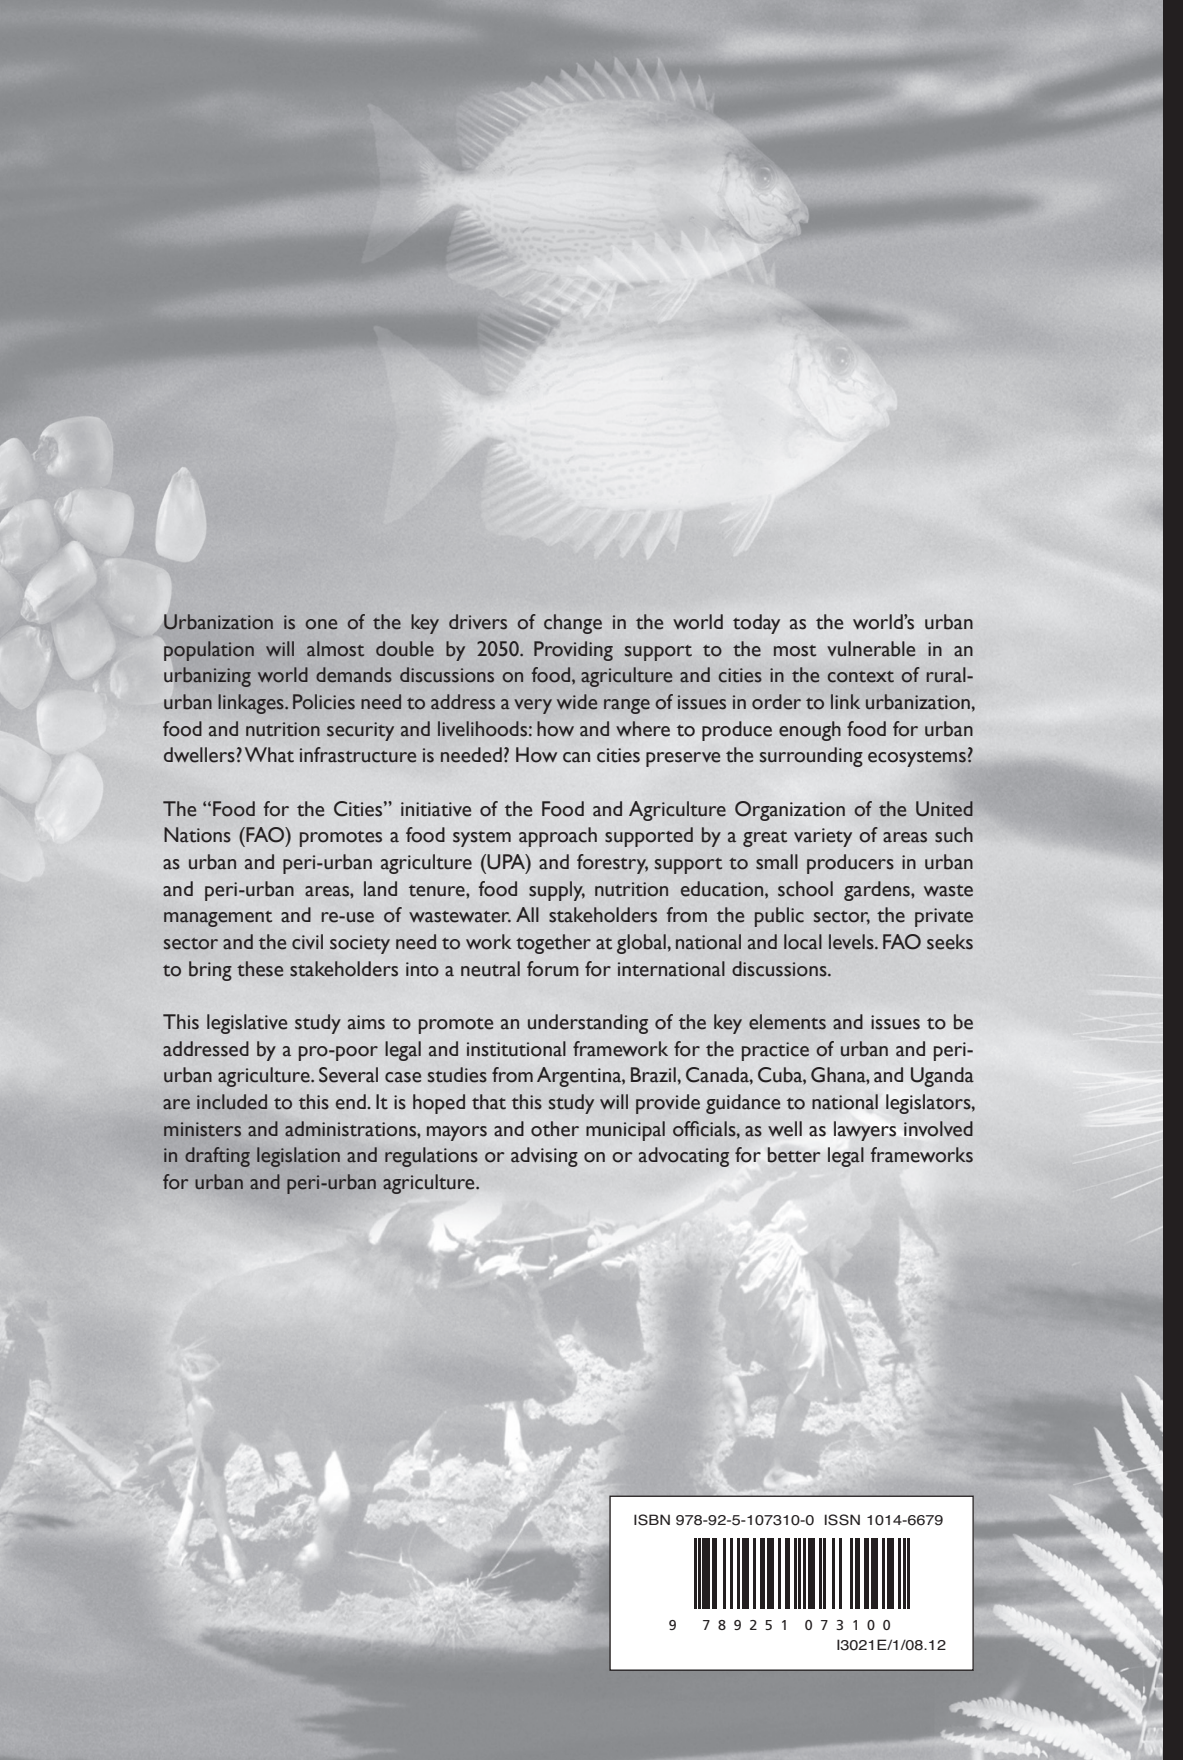 Urbanization is one of the key drivers of change in the world today as the world’s urban
population will almost double by 2050. Providing support to the most vulnerable in an
urbanizing world demands discussions on food, agriculture and cities in the context of rural-
urban linkages. Policies need to address a very wide range of issues in order to link urbanization,
food and nutrition security and livelihoods: how and where to produce enough food for urban
dwellers? What infrastructure is needed? How can cities preserve the surrounding ecosystems?
The “Food for the Cities” initiative of the Food and Agriculture Organization of the United
Nations (FAO) promotes a food system approach supported by a great variety of areas such
as urban and peri-urban agriculture (UPA) and forestry, support to small producers in urban
and peri-urban areas, land tenure, food supply, nutrition education, school gardens, waste
management and re-use of wastewater. All stakeholders from the public sector, the private
sector and the civil society need to work together at global, national and local levels. FAO seeks
to bring these stakeholders into a neutral forum for international discussions.
This legislative study aims to promote an understanding of the key elements and issues to be
addressed by a pro-poor legal and institutional framework for the practice of urban and peri-
urban agriculture. Several case studies from Argentina, Brazil, Canada, Cuba, Ghana, and Uganda
are included to this end. It is hoped that this study will provide guidance to national legislators,
ministers and administrations, mayors and other municipal officials, as well as lawyers involved
in drafting legislation and regulations or advising on or advocating for better legal frameworks
for urban and peri-urban agriculture.
ISBN 978-92-5-107310-0 ISSN 1014-6679
9 789251 073100
I3021E/1/08.12